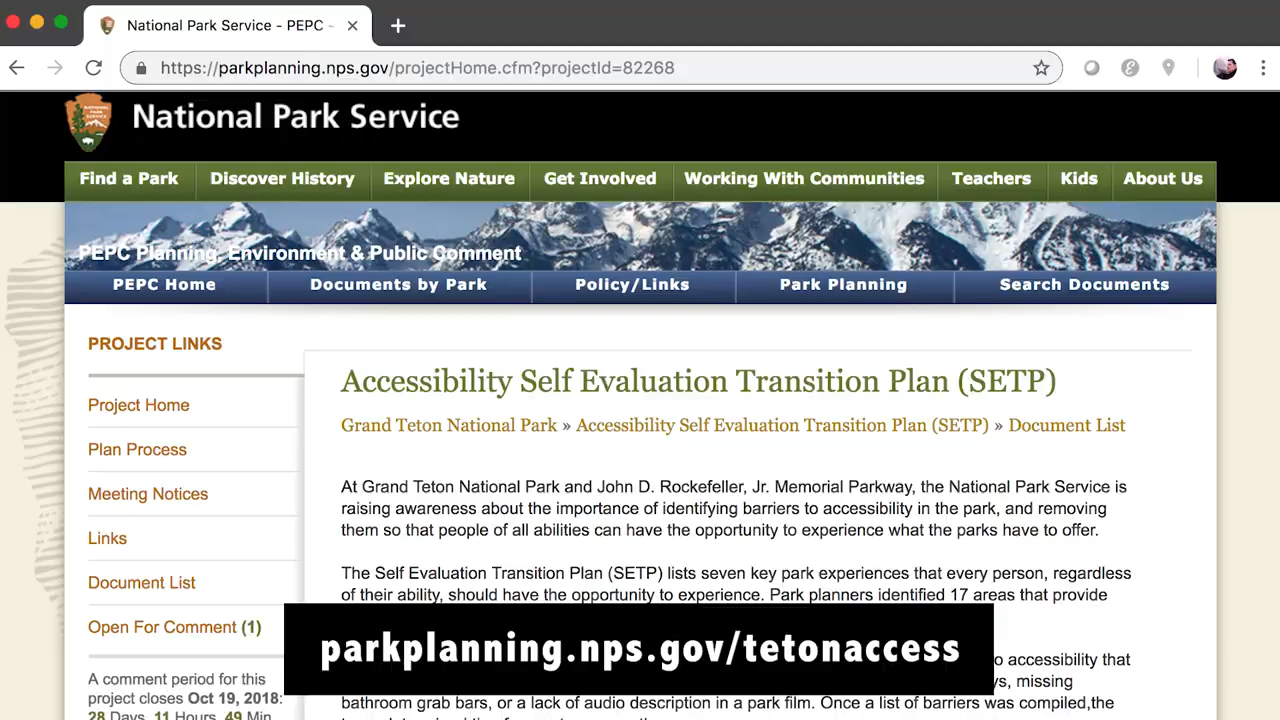 National Park Service - PEPC -
https://parkplanning.nps.gov/projectHome.cfm?projectId=82268
National Park Service
Find a Park Discover History Explore Nature Get Involved Working With Communities Teachers Kids About Us
PEPC Planning, Environment & Public Comment
PEPC Home Documents by Park Policy/Links Park Planning Search Documents
PROJECT LINKS
Project Home
Plan Process
Meeting Notices
Links
Document List
Open For Comment (1)
A comment period for this
project closes Oct 19, 2018:
28 Days, 11 Hours, 49 Min
Accessibility Self Evaluation Transition Plan (SETP)
Grand Teton National Park » Accessibility Self Evaluation Transition Plan (SETP) » Document List
At Grand Teton National Park and John D. Rockefeller, Jr. Memorial Parkway, the National Park Service is
raising awareness about the importance of identifying barriers to accessibility in the park, and removing
them so that people of all abilities can have the opportunity to experience what the parks have to offer.
The Self Evaluation Transition Plan (SETP) lists seven key park experiences that every person, regardless
of their ability, should have the opportunity to experience. Park planners identified 17 areas that provide
parkplanning.nps.gov/tetonaccess
accessibility that
missing
bathroom grab bars, or a lack of audio description in a park film. Once a list of barriers was compiled,the